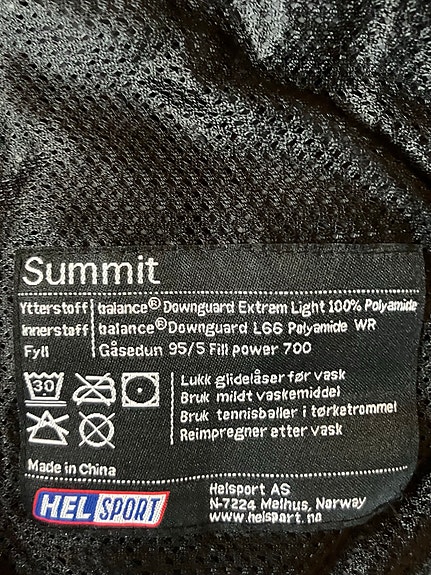 Summit
Ytterstoff balance® Downguard Extrem Light 100% Polyamide
Innerstoff balance® Downguard L66 Polyamide WR
Fyll Gåsedun 95/5 Fill power 700
30
Lukk glidelåser før vask
Bruk mildt vaskemiddel
Bruk tennisballer i tørketrommel
Reimpregner etter vask
Made in China
HELSPORT
Helsport AS
N-7224 Melhus, Norway
www.helsport.no